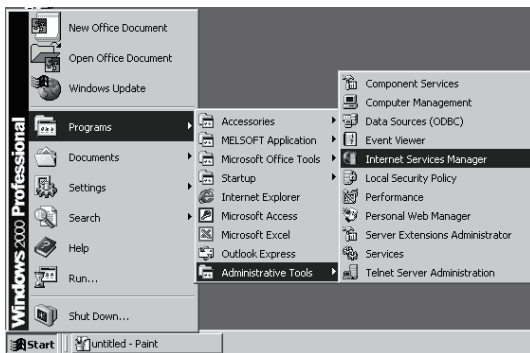 New Office Document
Open Office Document
Windows Update
Programs
Documents
Settings
Search
Help
Run...
Shut Down...
Windows 2000 Professional
Accessories
MELSOFT Application
Microsoft Office Tools
Startup
Internet Explorer
Microsoft Access
Microsoft Excel
Outlook Express
Administrative Tools
Component Services
Computer Management
Data Sources (ODBC)
Event Viewer
Internet Services Manager
Local Security Policy
Performance
Personal Web Manager
Server Extensions Administrator
Services
Telnet Server Administration
Start
untitled - Paint